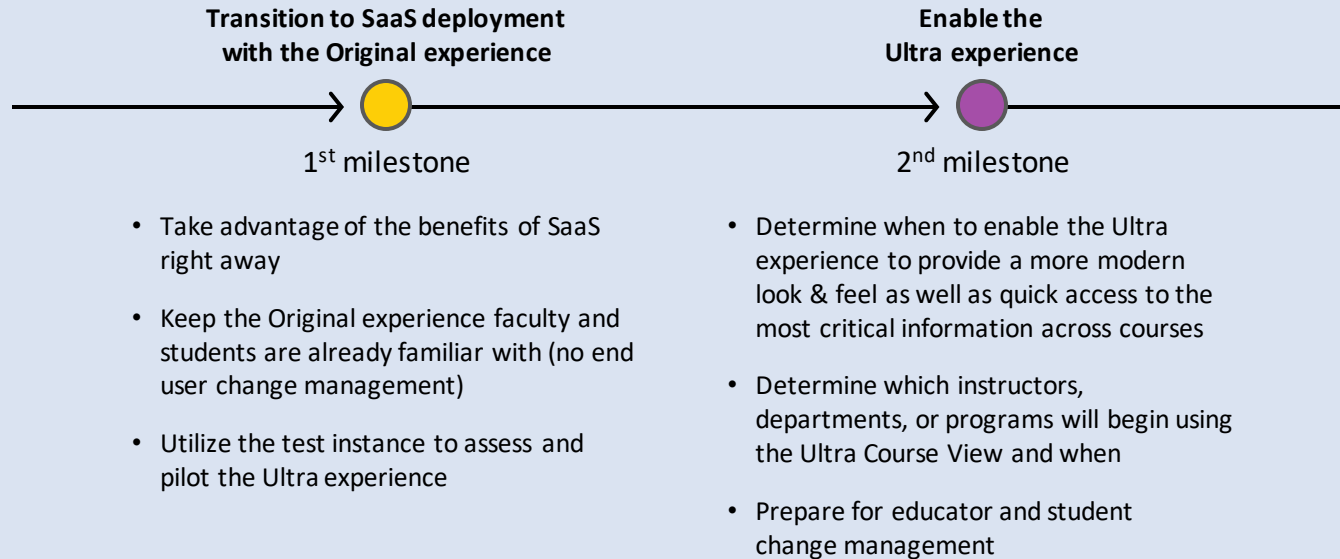 Transition to SaaS deployment
with the Original experience
1st milestone
• Take advantage of the benefits of SaaS
right away
• Keep the Original experience faculty and
students are already familiar with (no end
user change management)
• Utilize the test instance to assess and
pilot the Ultra experience
Enable the
Ultra experience
2nd milestone
• Determine when to enable the Ultra
experience to provide a more modern
look & feel as well as quick access to the
most critical information across courses
• Determine which instructors,
departments, or programs will begin using
the Ultra Course View and when
• Prepare for educator and student
change management